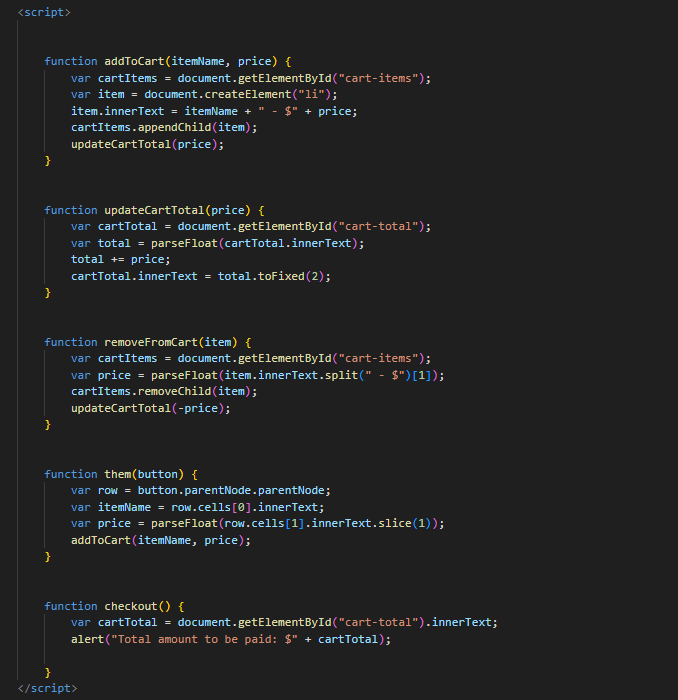 <script>
function addToCart(itemName, price) {
var cartItems = document.getElementById("cart-items");
var item = document.createElement("li");
item.innerText = itemName + " - $" + price;
cartItems.appendChild(item);
updateCartTotal(price);
}
function updateCartTotal(price) {
var cartTotal = document.getElementById("cart-total");
var total = parseFloat(cartTotal.innerText);
total += price;
cartTotal.innerText = total.toFixed(2);
}
function removeFromCart(item) {
var cartItems = document.getElementById("cart-items");
var price = parseFloat(item.innerText.split(" - $")[1]);
cartItems.removeChild(item);
updateCartTotal(-price);
}
function them(button) {
var row = button.parentNode.parentNode;
var itemName = row.cells[0].innerText;
var price = parseFloat(row.cells[1].innerText.slice(1));
addToCart(itemName, price);
}
function checkout() {
var cartTotal = document.getElementById("cart-total").innerText;
alert("Total amount to be paid: $" + cartTotal);
}
</script>